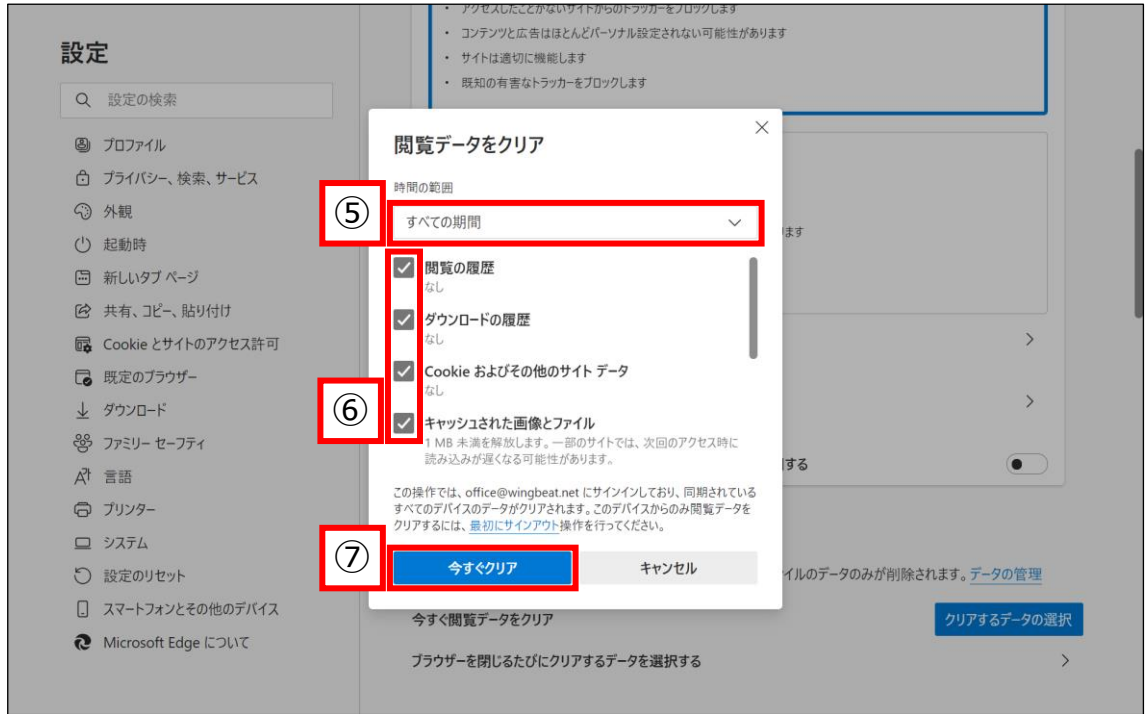 ・ アクセスしたことがないサイトからのトラッカーをブロックします
・ コンテンツと広告はほとんどパーソナル設定されない可能性があります
・ サイトは適切に機能します
・ 既知の有害なトラッカーをブロックします
設定
設定の検索
プロファイル
プライバシー、検索、サービス
外観
起動時
新しいタブ ページ
共有、コピー、貼り付け
Cookie とサイトのアクセス許可
既定のブラウザー
ダウンロード
ファミリー セーフティ
言語
プリンター
システム
設定のリセット
スマートフォンとその他のデバイス
Microsoft Edge について
閲覧データをクリア
時間の範囲
⑤
すべての期間
ます
閲覧の履歴
なし
ダウンロードの履歴
なし
Cookie およびその他のサイト データ
なし
⑥
キャッシュされた画像とファイル
1 MB 未満を解放します。一部のサイトでは、次回のアクセス時に
読み込みが遅くなる可能性があります。
する
この操作では、office@wingbeat.net にサインインしており、同期されている
すべてのデバイスのデータがクリアされます。このデバイスからのみ閲覧データを
クリアするには、最初にサインアウト操作を行ってください。
⑦
今すぐクリア
キャンセル
イルのデータのみが削除されます。データの管理
今すぐ閲覧データをクリア
クリアするデータの選択
ブラウザーを閉じるたびにクリアするデータを選択する